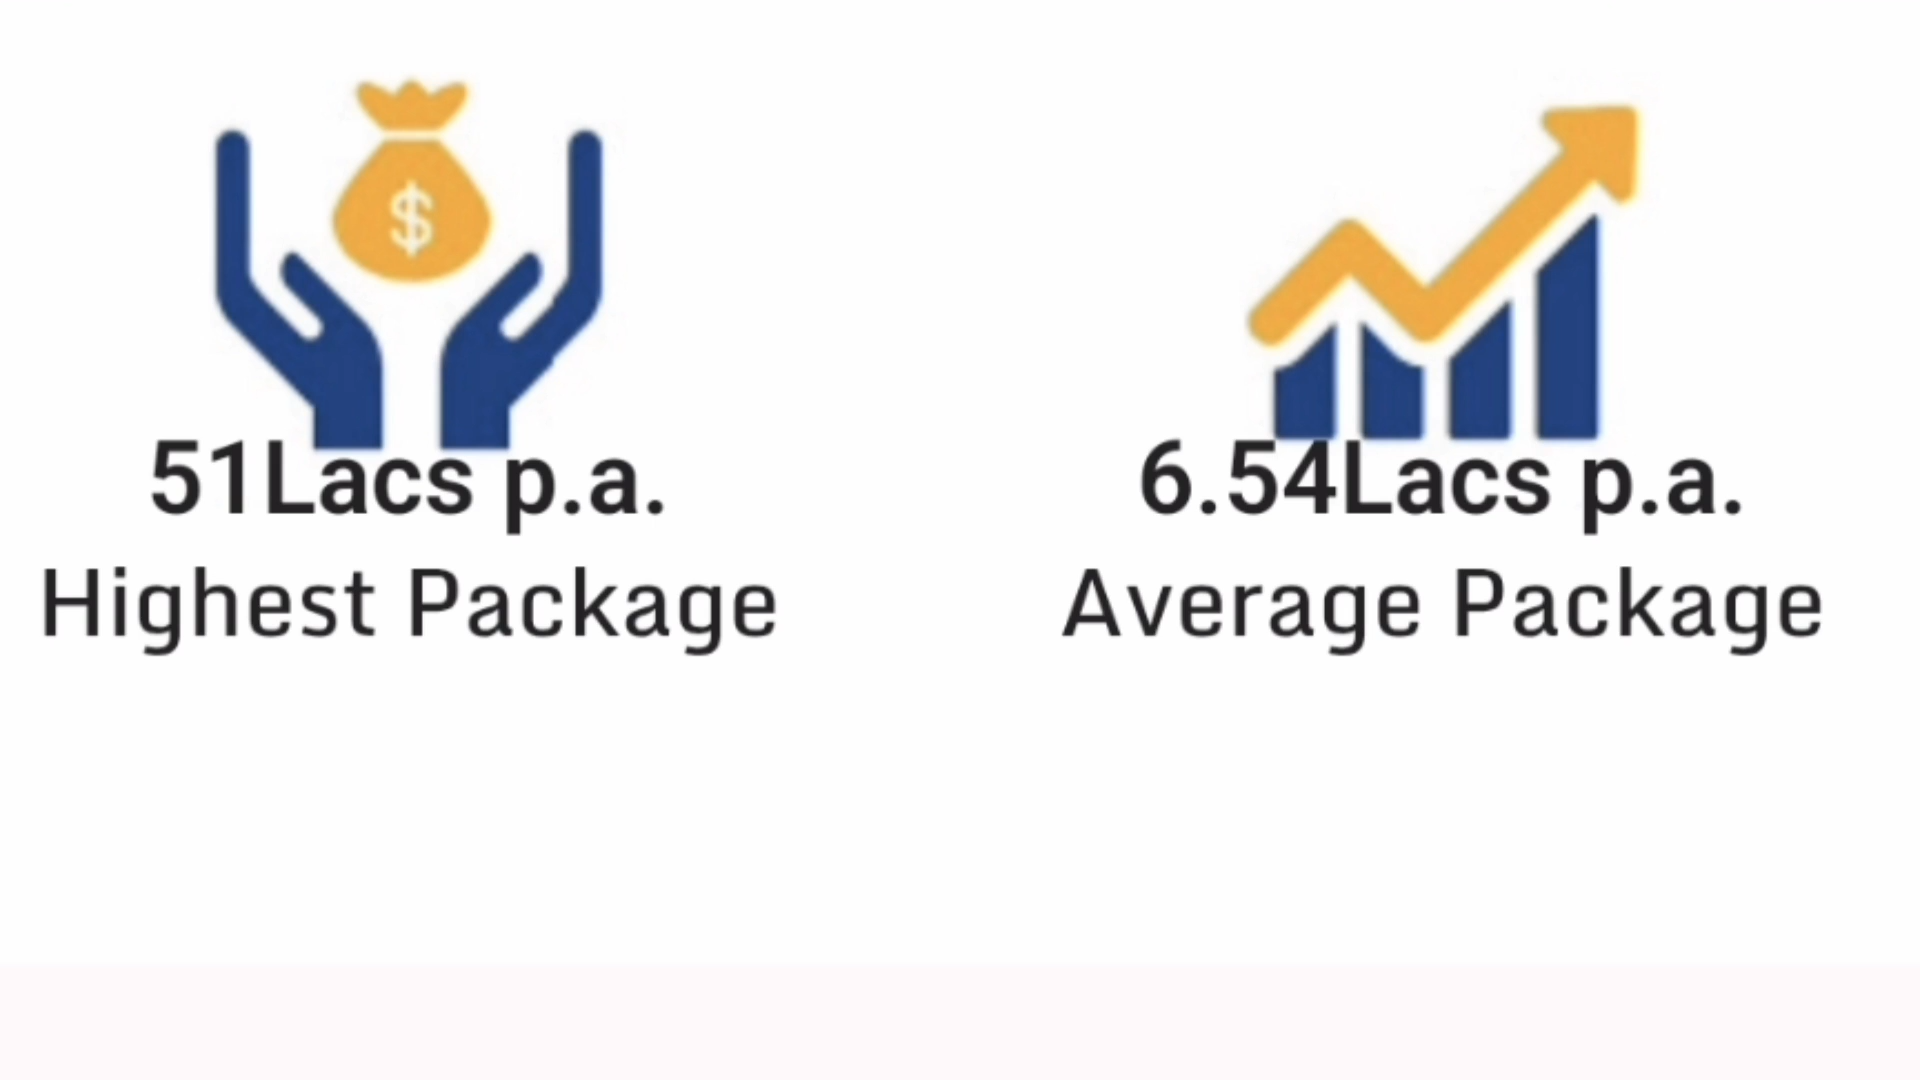 $
51Lacs p.a.
Highest Package
6.54Lacs p.a.
Average Package